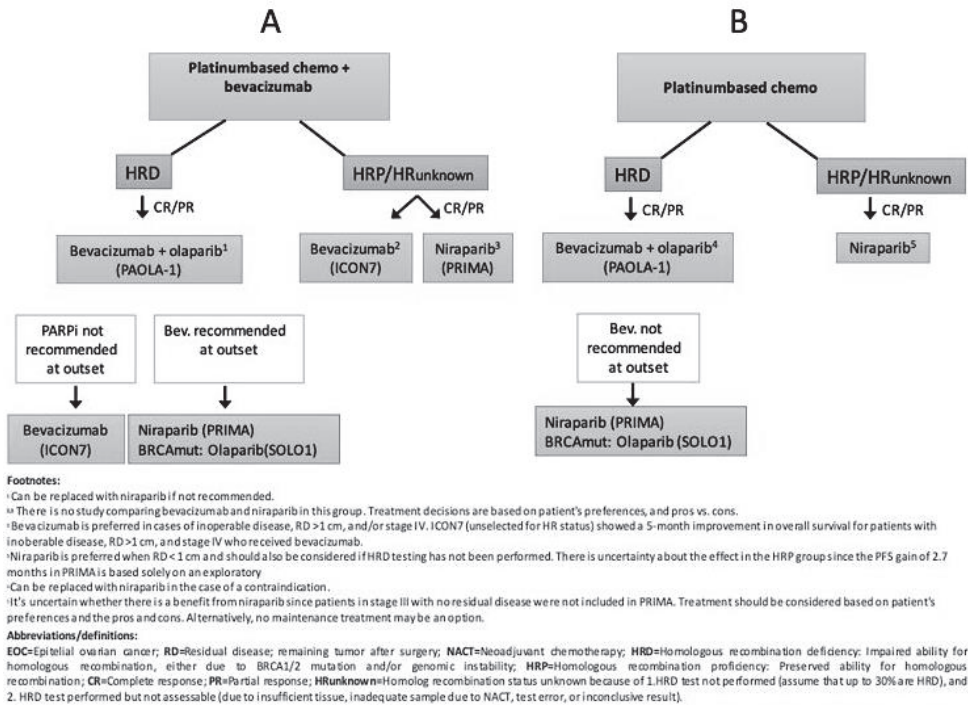 A
B
Platinumbased chemo +
bevacizumab
Platinumbased chemo
HRD
HRP/HRunknown
HRD
HRP/HRunknown
CR/PR
CR/PR
CR/PR
CR/PR
Bevacizumab + olaparib¹
(PAOLA-1)
Bevacizumab²
(ICON7)
Niraparib³
(PRIMA)
Bevacizumab + olaparib⁴
(PAOLA-1)
Niraparib⁵
PARPi not
recommended
at outset
Bev. recommended
at outset
Bev. not
recommended
at outset
Bevacizumab
(ICON7)
Niraparib (PRIMA)
BRCAmut: Olaparib(SOLO1)
Niraparib (PRIMA)
BRCAmut: Olaparib (SOLO1)
Footnotes:
Can be replaced with niraparib if not recommended.
There is no study comparing bevacizumab and niraparib in this group. Treatment decisions are based on patient's preferences, and pros vs. cons.
Bevacizumab is preferred in cases of inoperable disease, RD >1 cm, and/or stage IV. ICON7 (unselected for HR status) showed a 5-month improvement in overall survival for patients with
inoberable disease, RD >1 cm, and stage IV who received bevacizumab.
Niraparib is preferred when RD < 1 cm and should also be considered if HRD testing has not been performed. There is uncertainty about the effect in the HRP group since the PFS gain of 2.7
months in PRIMA is based solely on an exploratory
Can be replaced with niraparib in the case of a contraindication.
It's uncertain whether there is a benefit from niraparib since patients in stage III with no residual disease were not included in PRIMA. Treatment should be considered based on patient's
preferences and the pros and cons. Alternatively, no maintenance treatment may be an option.
Abbreviations/definitions:
EOC=Epitelial ovarian cancer; RD=Residual disease; remaining tumor after surgery; NACT=Neoadjuvant chemotherapy; HRD=Homologous recombination deficiency: Impaired ability for
homologous recombination, either due to BRCA1/2 mutation and/or genomic instability; HRP=Homologous recombination proficiency: Preserved ability for homologous
recombination; CR=Complete response; PR=Partial response; HRunknown=Homolog recombination status unknown because of 1.HRD test not performed (assume that up to 30% are HRD), and
2. HRD test performed but not assessable (due to insufficient tissue, inadequate sample due to NACT, test error, or inconclusive result).